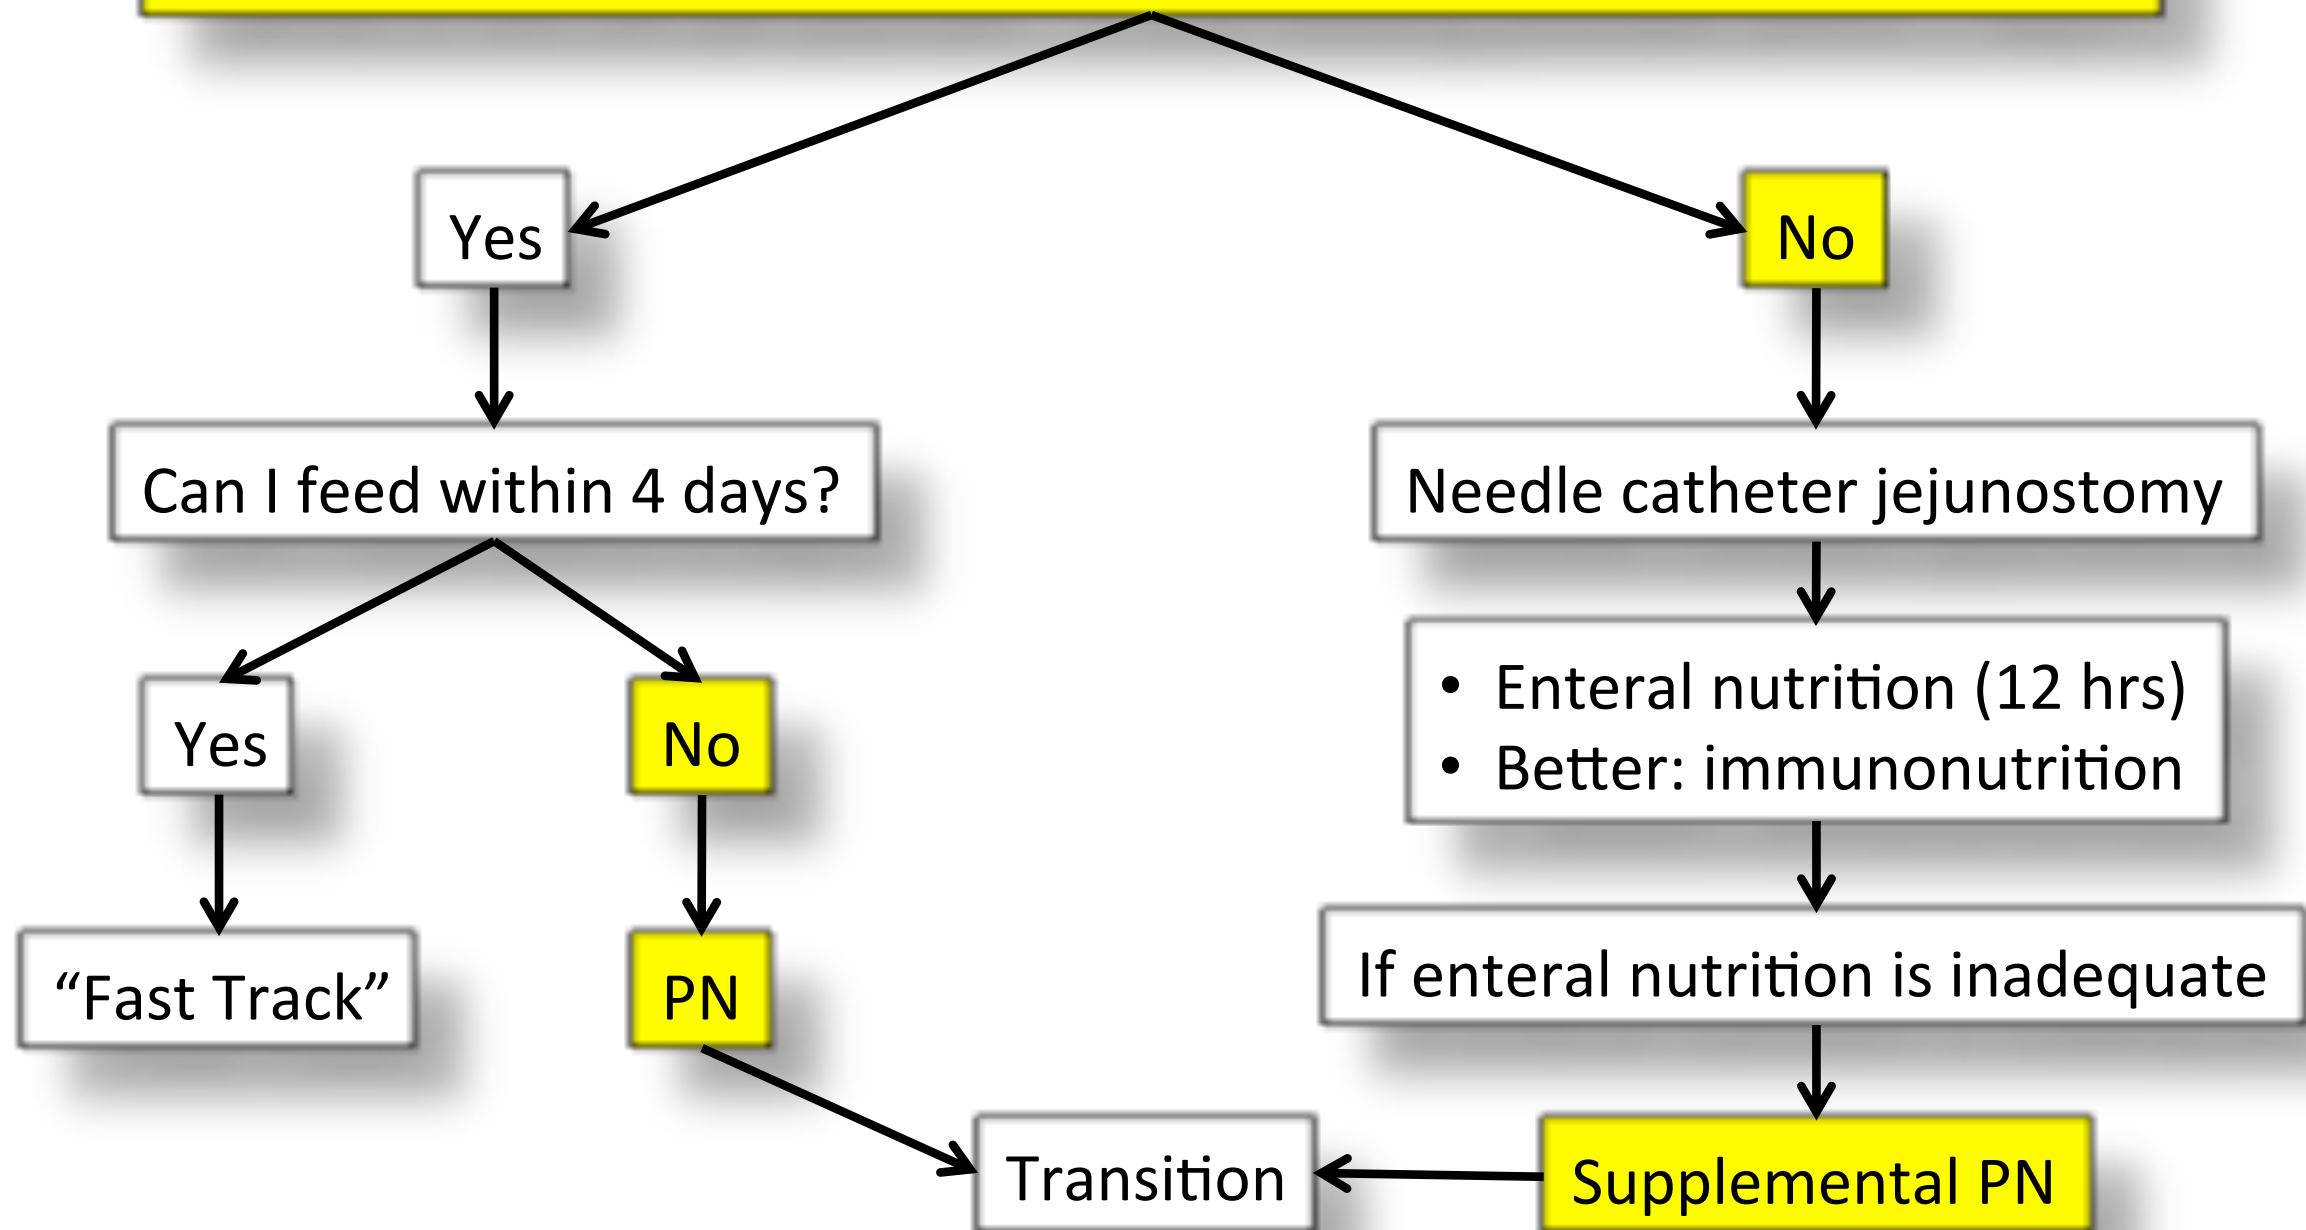 Yes
No
Can I feed within 4 days?
Needle catheter jejunostomy
Yes
No
• Enteral nutrition (12 hrs)
• Better: immunonutrition
“Fast Track”
PN
If enteral nutrition is inadequate
Transition
Supplemental PN